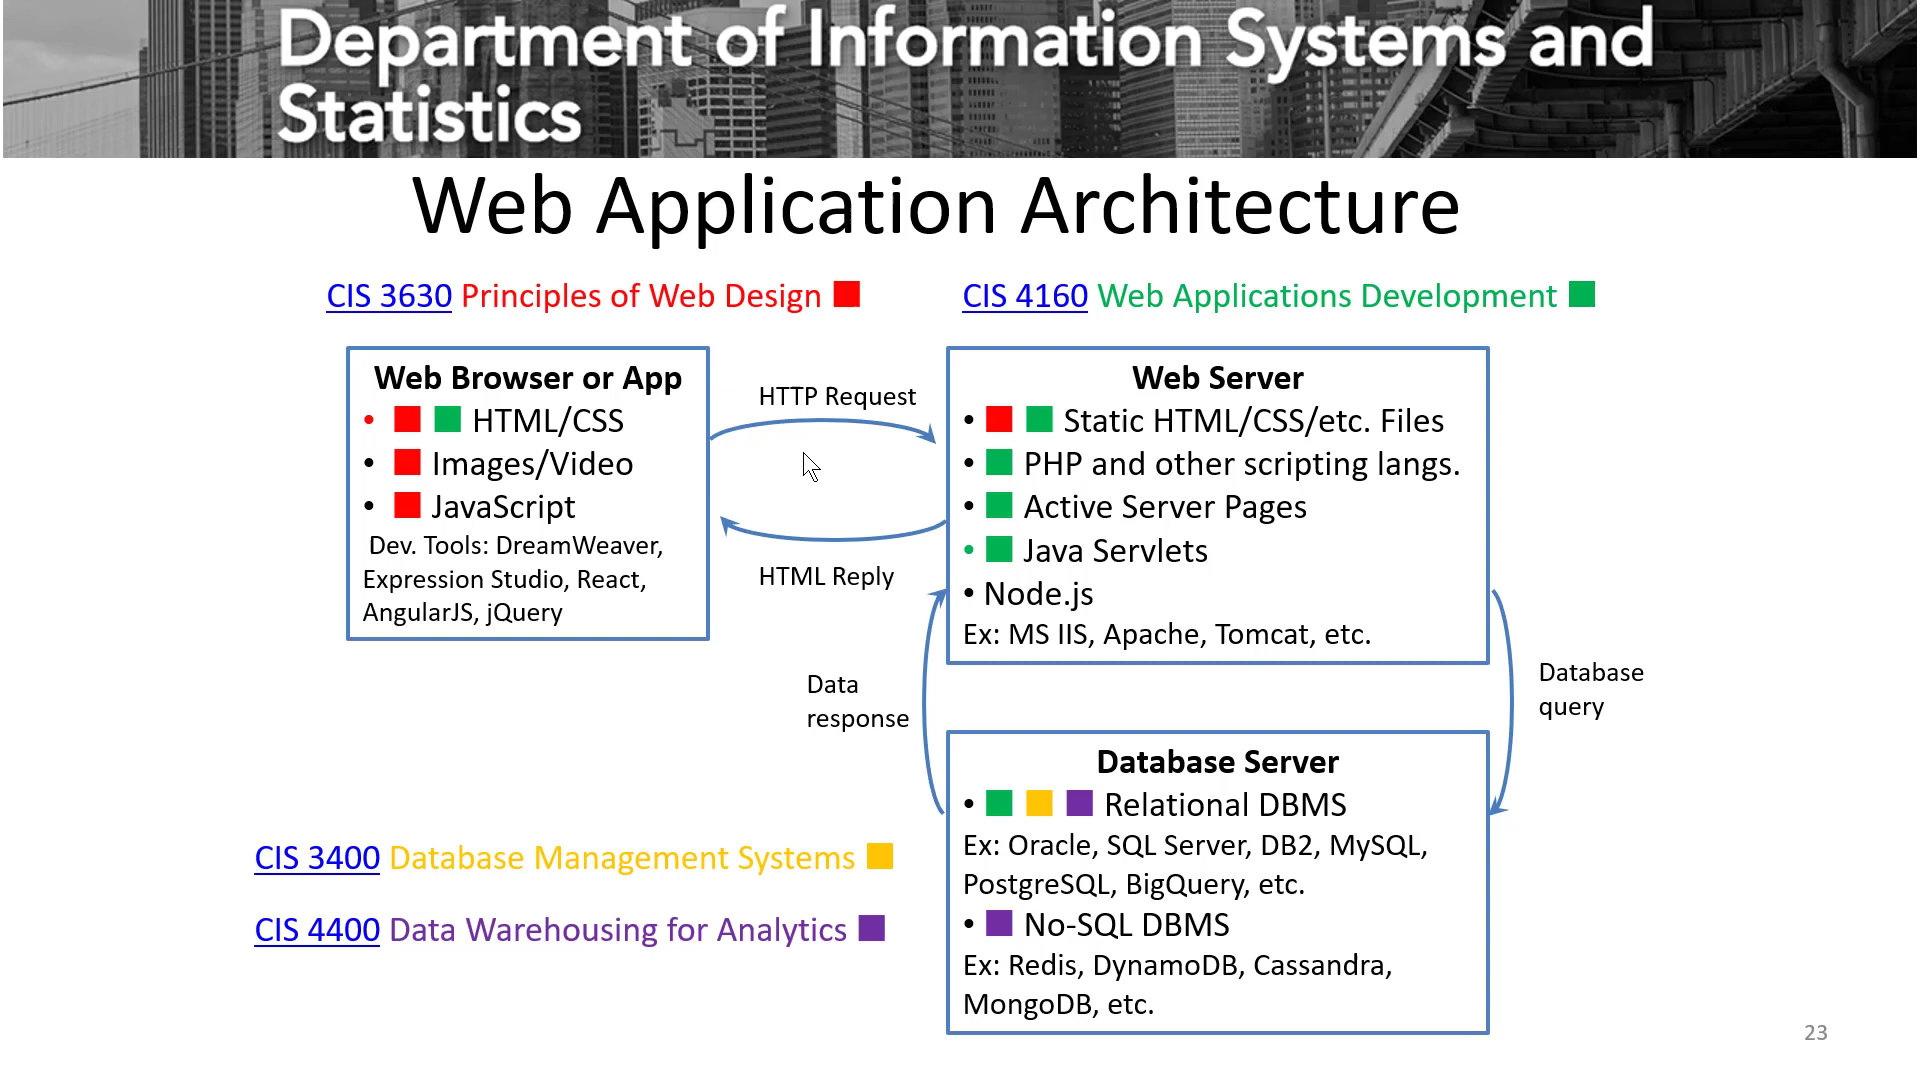 Department of Information Systems and
Statistics
Web Application Architecture
CIS 3630 Principles of Web Design
CIS 4160 Web Applications Development
Web Browser or App
• HTML/CSS
• Images/Video
• JavaScript
Dev. Tools: DreamWeaver,
Expression Studio, React,
AngularJS, jQuery
HTTP Request
HTML Reply
Web Server
• Static HTML/CSS/etc. Files
• PHP and other scripting langs.
• Active Server Pages
• Java Servlets
• Node.js
Ex: MS IIS, Apache, Tomcat, etc.
Data
response
Database
query
Database Server
• Relational DBMS
Ex: Oracle, SQL Server, DB2, MySQL,
PostgreSQL, BigQuery, etc.
• No-SQL DBMS
Ex: Redis, DynamoDB, Cassandra,
MongoDB, etc.
CIS 3400 Database Management Systems
CIS 4400 Data Warehousing for Analytics
23